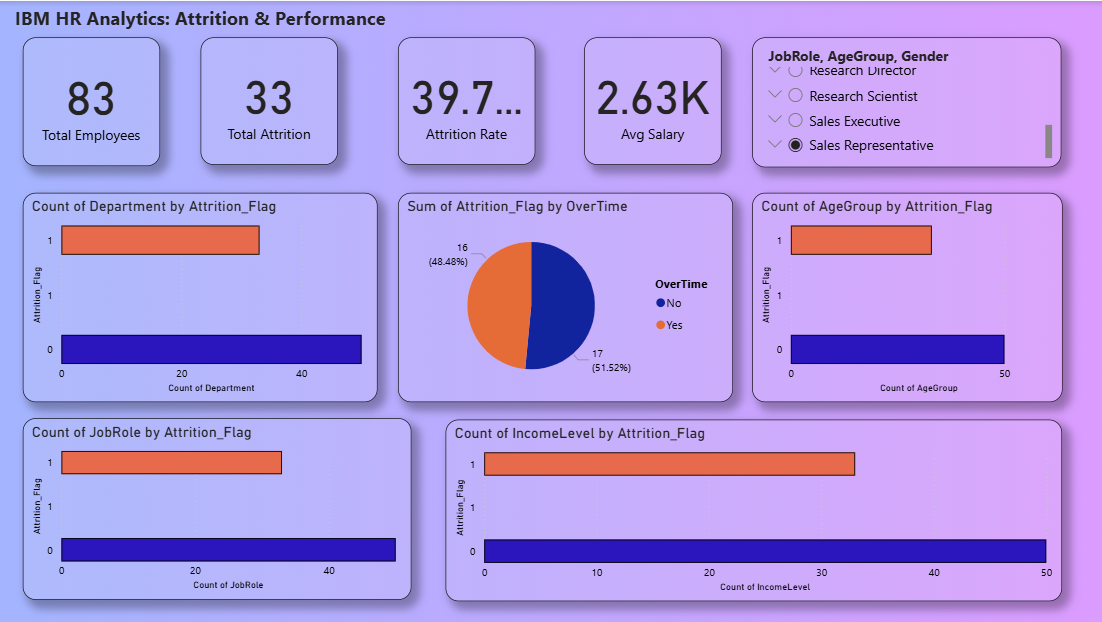 IBM HR Analytics: Attrition & Performance
83
Total Employees
33
Total Attrition
39.7...
Attrition Rate
2.63K
Avg Salary
JobRole, AgeGroup, Gender
Research Director
Research Scientist
Sales Executive
Sales Representative
Count of Department by Attrition_Flag
Attrition_Flag
1
1
0
0
20
40
Count of Department
Sum of Attrition_Flag by OverTime
16
(48.48%)
17
(51.52%)
OverTime
No
Yes
Count of AgeGroup by Attrition_Flag
Attrition_Flag
1
1
0
0
50
Count of AgeGroup
Count of JobRole by Attrition_Flag
Attrition_Flag
1
1
0
0
20
40
Count of JobRole
Count of IncomeLevel by Attrition_Flag
Attrition_Flag
1
1
0
0
10
20
30
40
50
Count of IncomeLevel